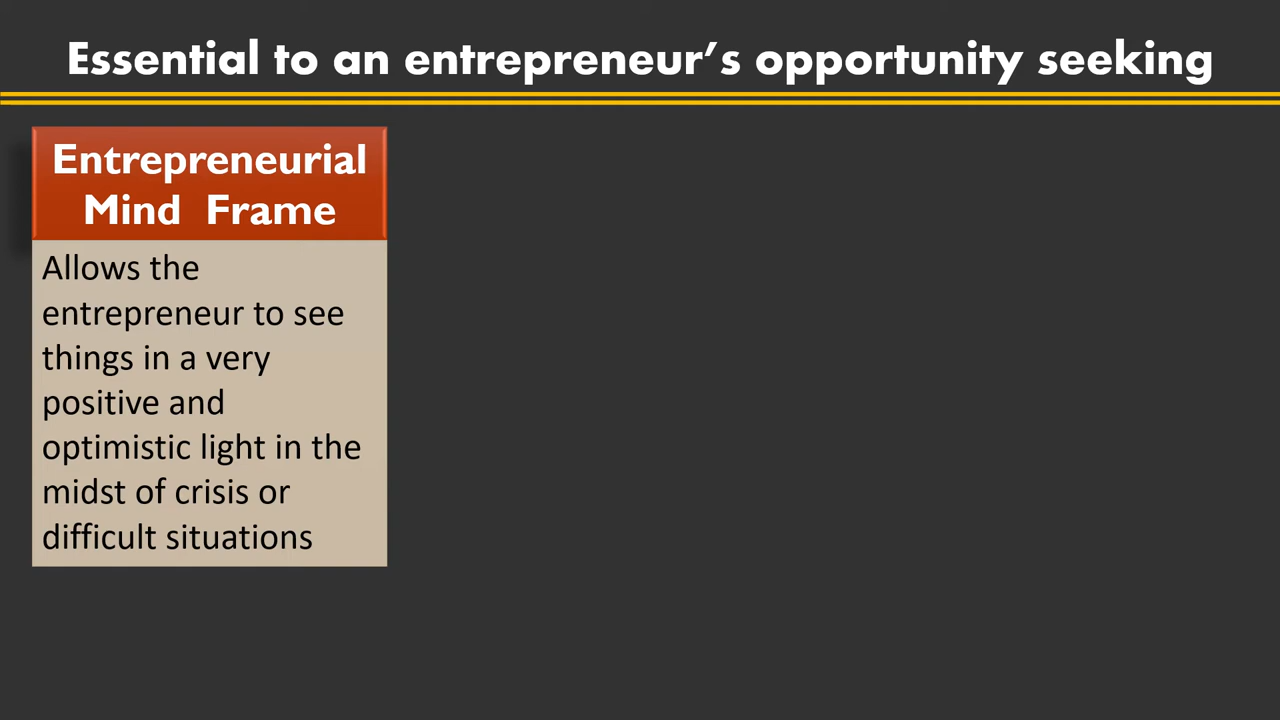 Essential to an entrepreneur’s opportunity seeking
Entrepreneurial
Mind Frame
Allows the
entrepreneur to see
things in a very
positive and
optimistic light in the
midst of crisis or
difficult situations